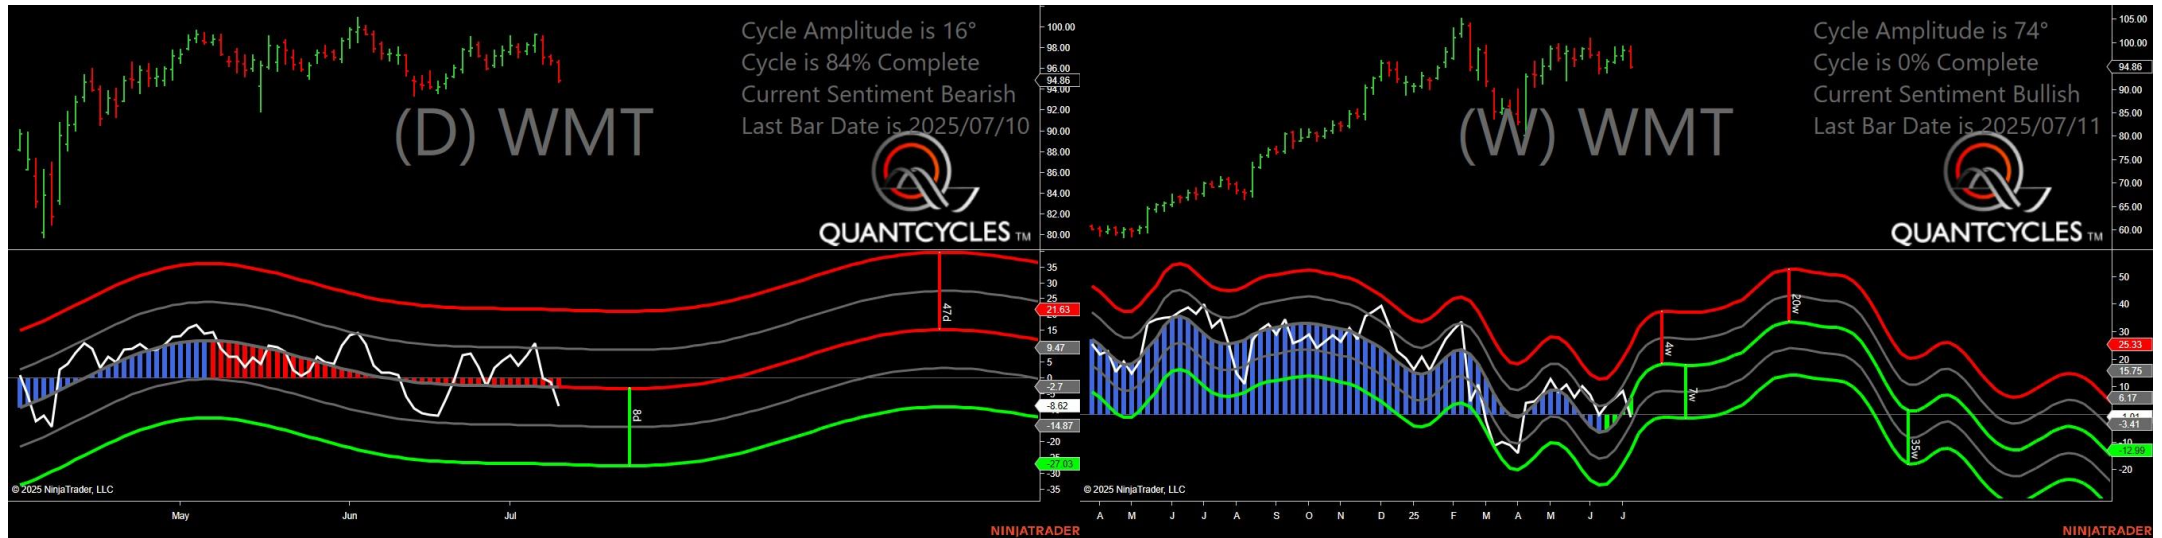 Cycle Amplitude is 16°
Cycle is 84% Complete
Current Sentiment Bearish
Last Bar Date is 2025/07/10
(D) WMT
QUANTCYCLES TM
100.00
98.00
96.00
94.86
94.00
92.00
90.00
88.00
86.00
84.00
82.00
80.00
35
30
25
21.63
15
9.47
5
0
-2.7
-5
-8.62
-14.87
-20
-27.03
-30
-35
47d
8d
© 2025 NinjaTrader, LLC
May
Jun
Jul
NINJATRADER
Cycle Amplitude is 74°
Cycle is 0% Complete
Current Sentiment Bullish
Last Bar Date is 2025/07/11
(W) WMT
QUANTCYCLES TM
105.00
100.00
94.86
90.00
85.00
80.00
75.00
70.00
65.00
60.00
50
40
30
25.33
20
15.75
10
6.17
-3.41
-10
-12.99
-20
4w
7w
20w
35w
© 2025 NinjaTrader, LLC
A
M
J
J
A
S
O
N
D
25
F
M
A
M
J
J
NINJATRADER